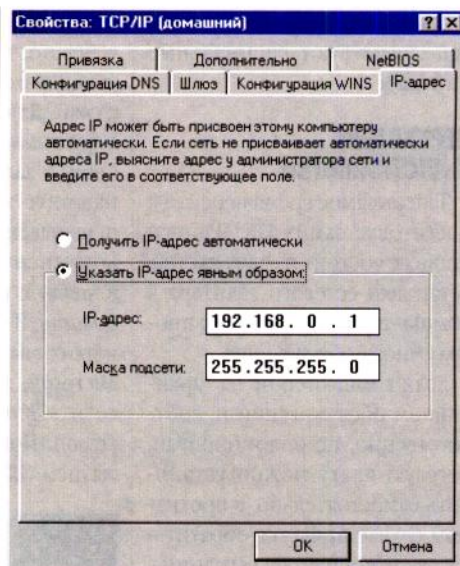 Свойства: TCP/IP (домашний)
Привязка Дополнительно NetBIOS
Конфигурация DNS Шлюз Конфигурация WINS IP-адрес
Адрес IP может быть присвоен этому компьютеру
автоматически. Если сеть не присваивает автоматически
адреса IP, выясните адрес у администратора сети и
введите его в соответствующее поле.
Получить IP-адрес автоматически
Указать IP-адрес явным образом:
IP-адрес: 192.168. 0 . 1
Маска подсети: 255.255.255. 0
OK Отмена